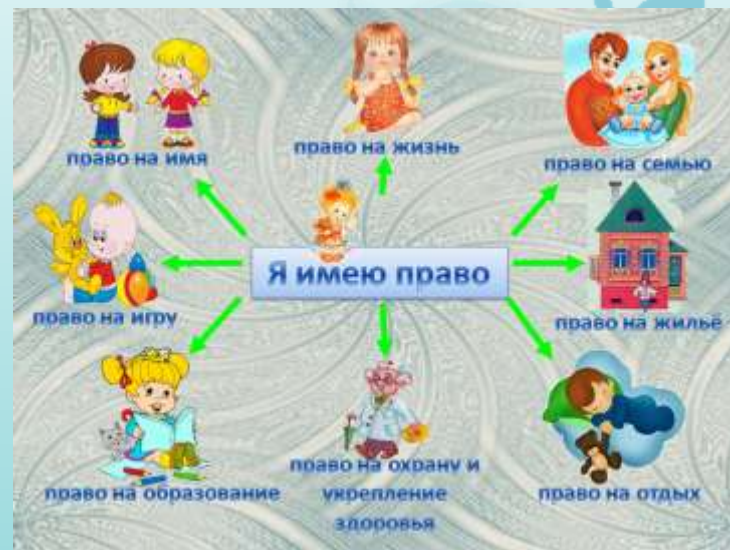 право на имя
право на жизнь
право на семью
Я имею право
право на игру
право на жильё
право на образование
право на охрану и
укрепление
здоровья
право на отдых